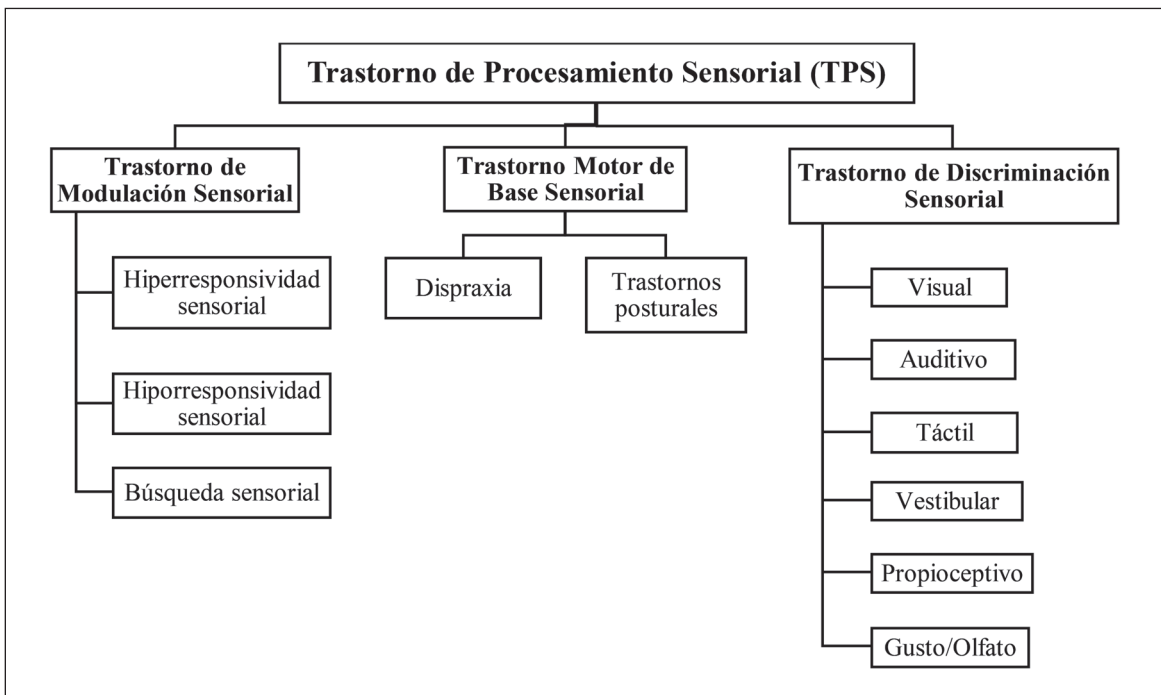 Trastorno de Procesamiento Sensorial (TPS)
Trastorno de
Modulación Sensorial
Hiperresponsividad
sensorial
Hiporresponsividad
sensorial
Búsqueda sensorial
Trastorno Motor de
Base Sensorial
Dispraxia
Trastornos
posturales
Trastorno de Discriminación
Sensorial
Visual
Auditivo
Táctil
Vestibular
Propioceptivo
Gusto/Olfato